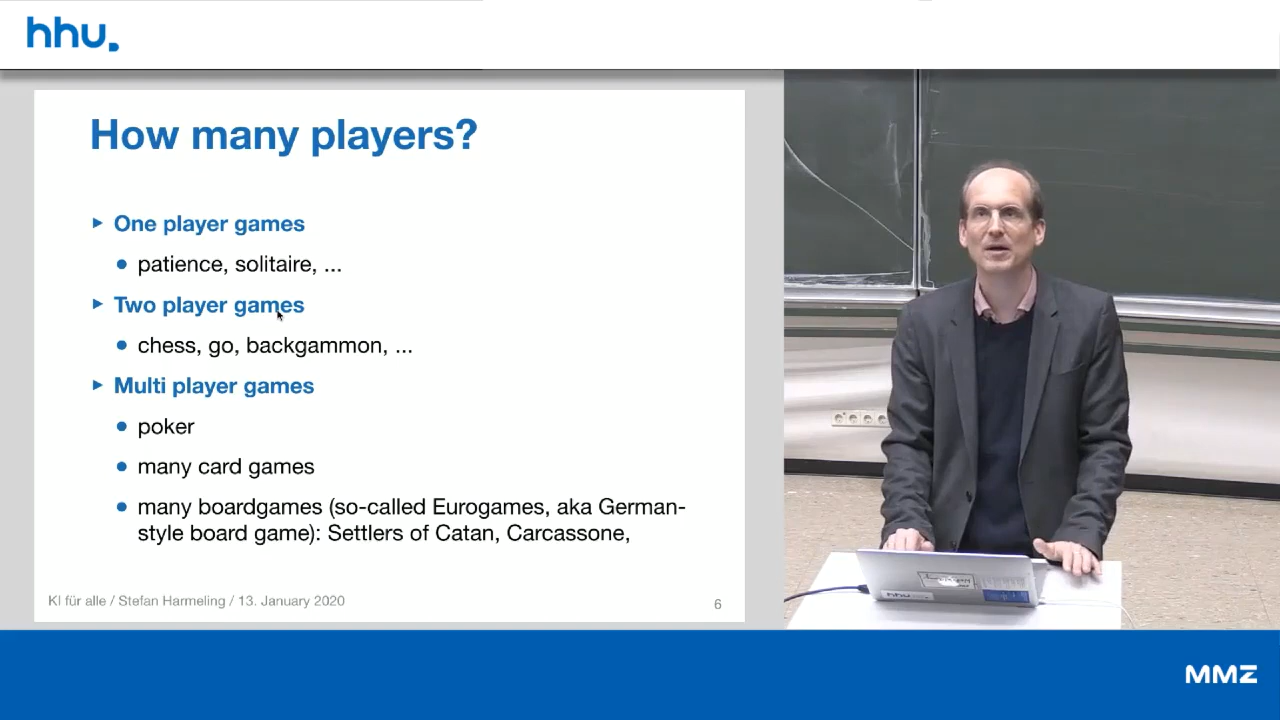 hhu.
How many players?
One player games
patience, solitaire, ...
Two player games
chess, go, backgammon, ...
Multi player games
poker
many card games
many boardgames (so-called Eurogames, aka German-
style board game): Settlers of Catan, Carcassone,
KI für alle / Stefan Harmeling / 13. January 2020
6
hhu.
MMZ